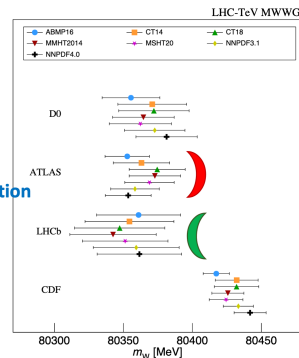 LHC-TeV MWWG
ABMP16 CT14 CT18
MMHT2014 MSHT20 NNPDF3.1
NNPDF4.0
D0
ATLAS
tion
LHCb
CDF
80300 80350 80400 80450
m_W [MeV]